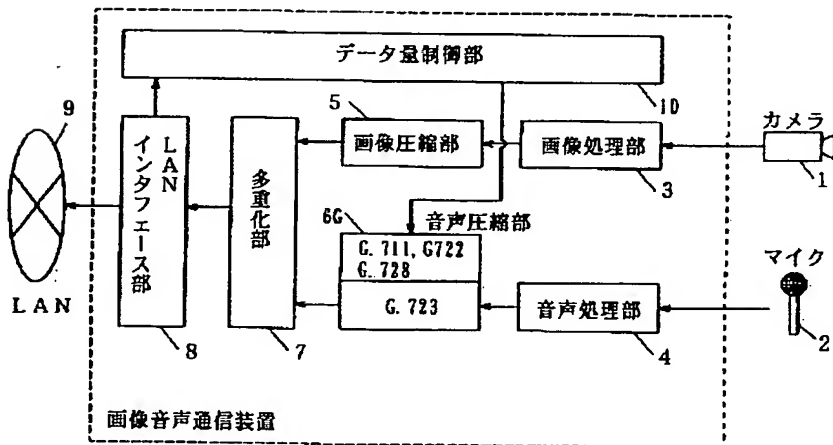 データ量制御部
10
9
LAN
LAN
インタフェース部
8
多重化部
7
5
画像圧縮部
画像処理部
3
カメラ
1
6G
音声圧縮部
G.711,G722
G.728
G.723
音声処理部
4
マイク
2
画像音声通信装置